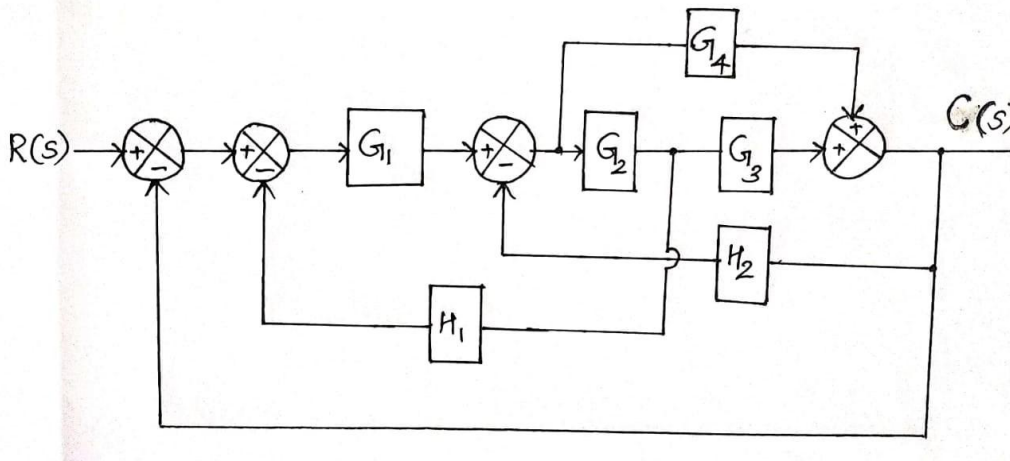 G4
C(s)
R(s) + - + - G1 + - G2 G3 + +
H2
H1